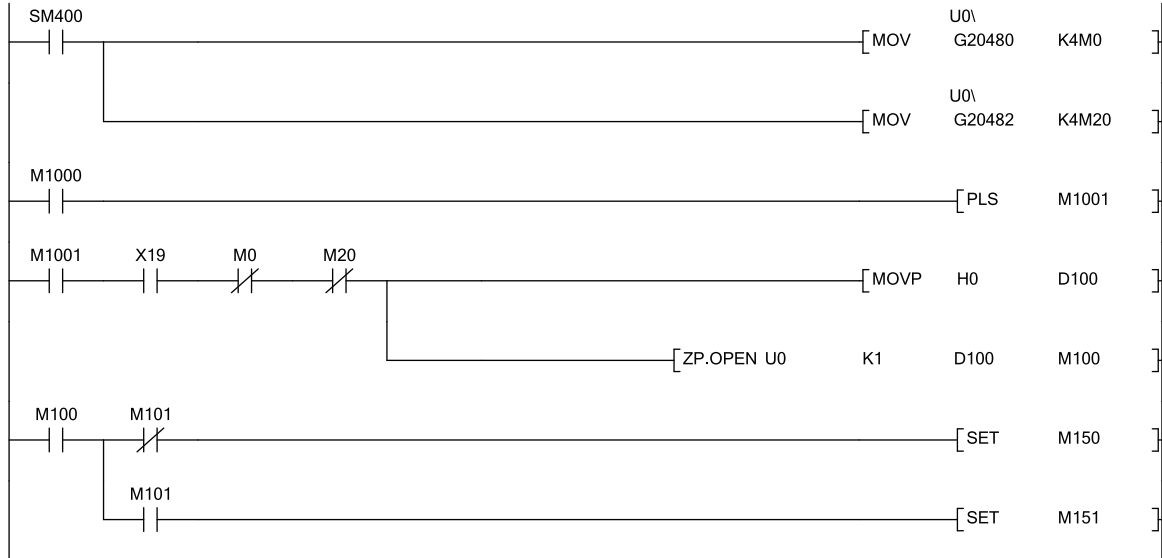 SM400 U0\
MOV G20480 K4M0
U0\
MOV G20482 K4M20
M1000
PLS M1001
M1001 X19 M0 M20
MOVP H0 D100
ZP.OPEN U0 K1 D100 M100
M100 M101
SET M150
M101
SET M151